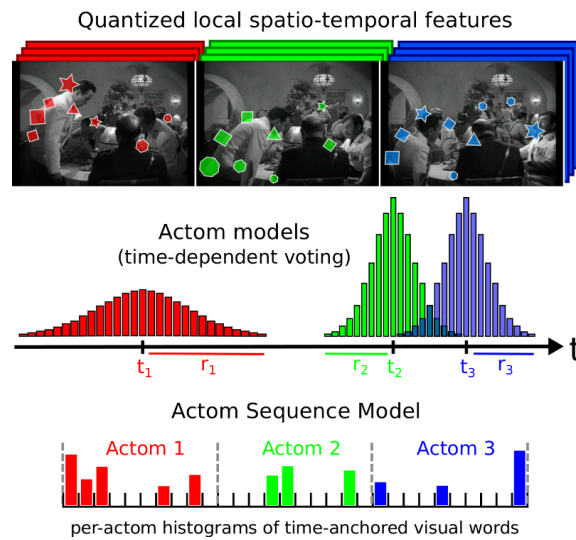 Quantized local spatio-temporal features
Actom models
(time-dependent voting)
t1 r1 r2 t2 t3 r3 t
Actom Sequence Model
Actom 1 Actom 2 Actom 3
per-actom histograms of time-anchored visual words